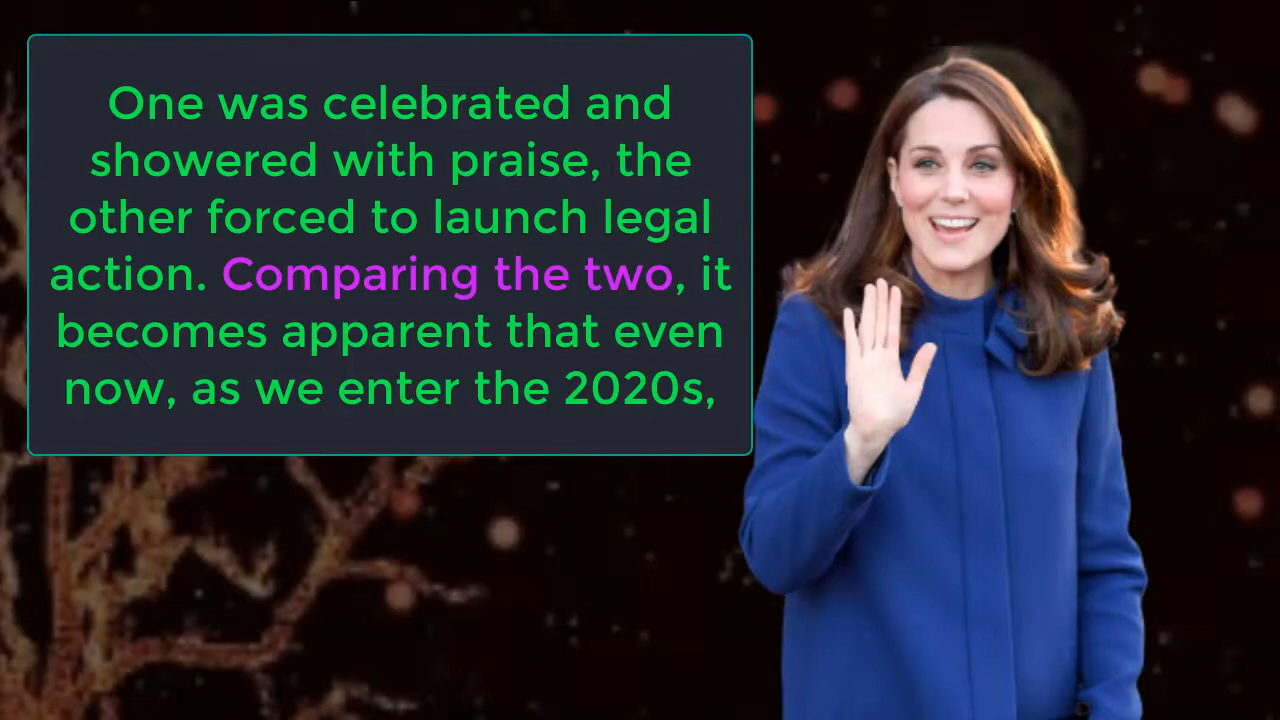 One was celebrated and
showered with praise, the
other forced to launch legal
action. Comparing the two, it
becomes apparent that even
now, as we enter the 2020s,